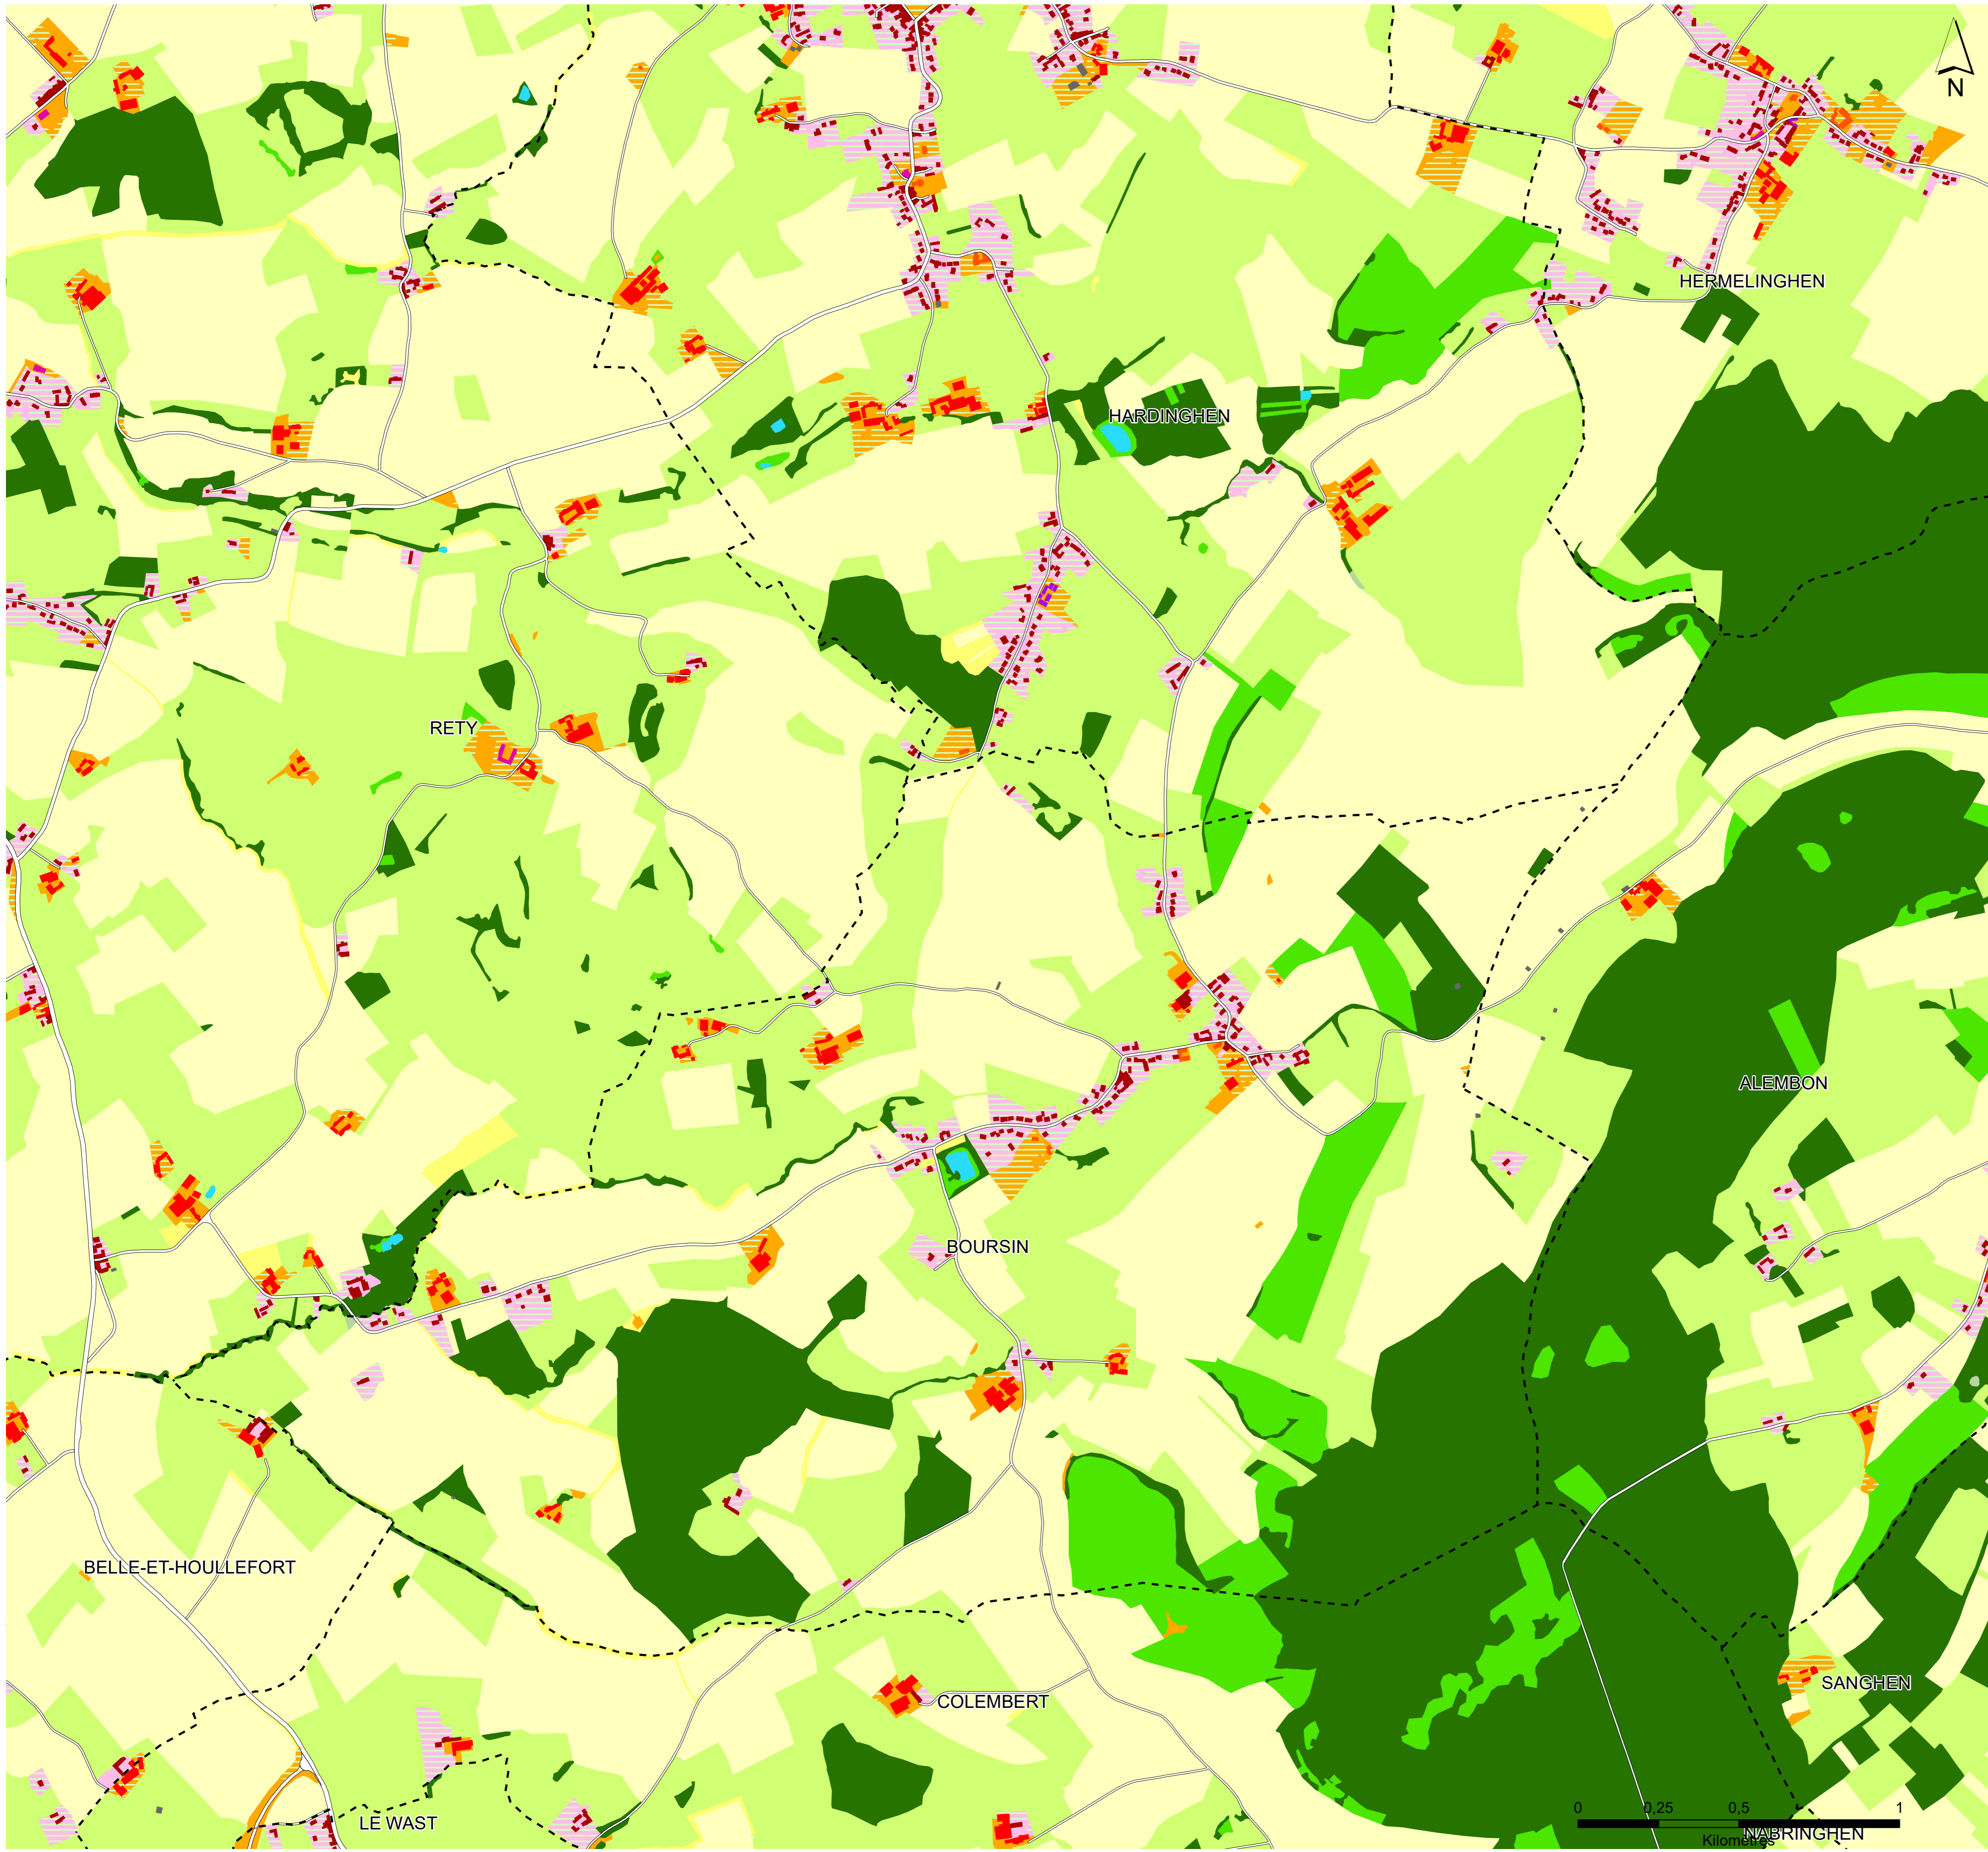 N
HERMELINGHEN
HARDINGHEN
RETY
ALEMBON
BOURSIN
BELLE-ET-HOULLEFORT
SANGHEN
COLEMBERT
0 0,25 0,5 1
LE WAST
NABRINGHEN
Kilomètres